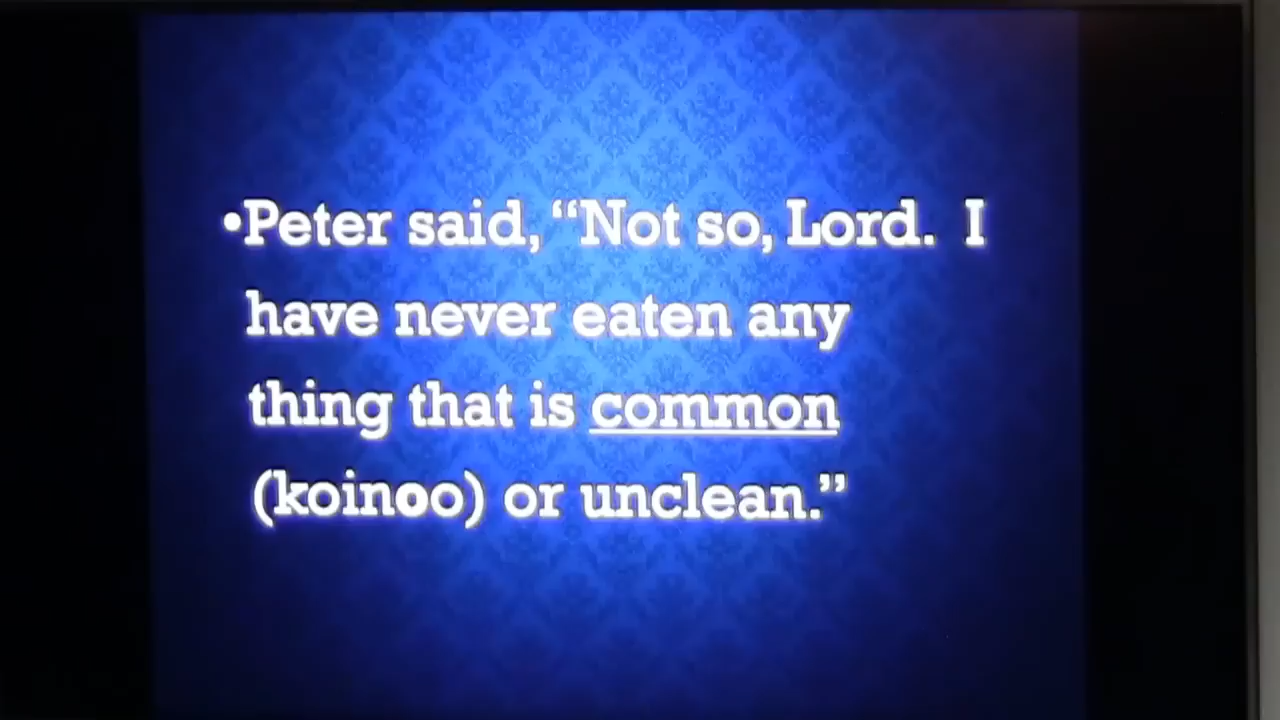 •Peter said, “Not so, Lord.  I
have never eaten any
thing that is common
(koinoo) or unclean.”